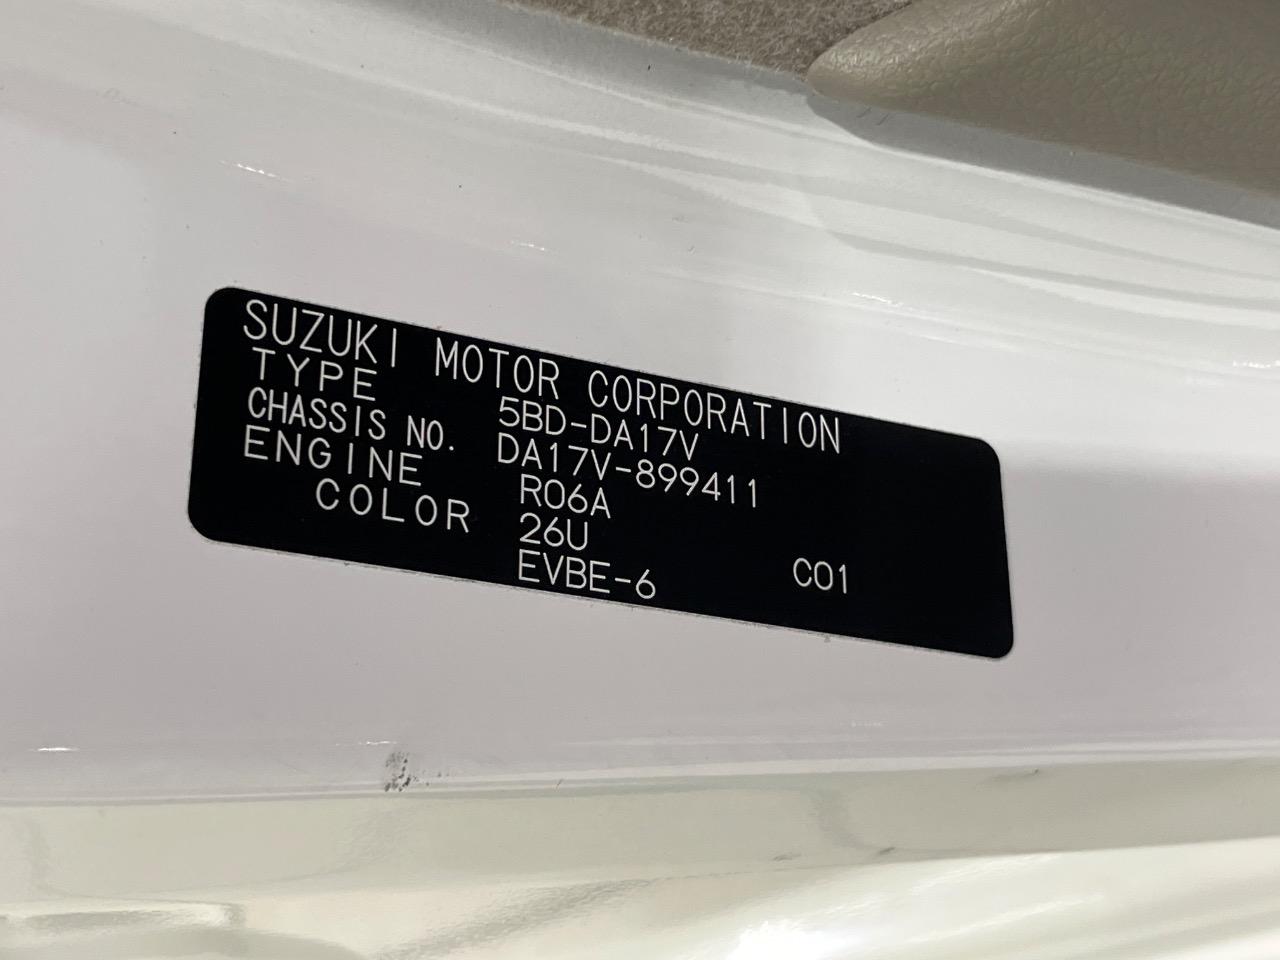 SUZUKI MOTOR CORPORATION
TYPE 5BD-DA17V
CHASSIS NO. DA17V-899411
ENGINE R06A
COLOR 26U
EVBE-6 C01